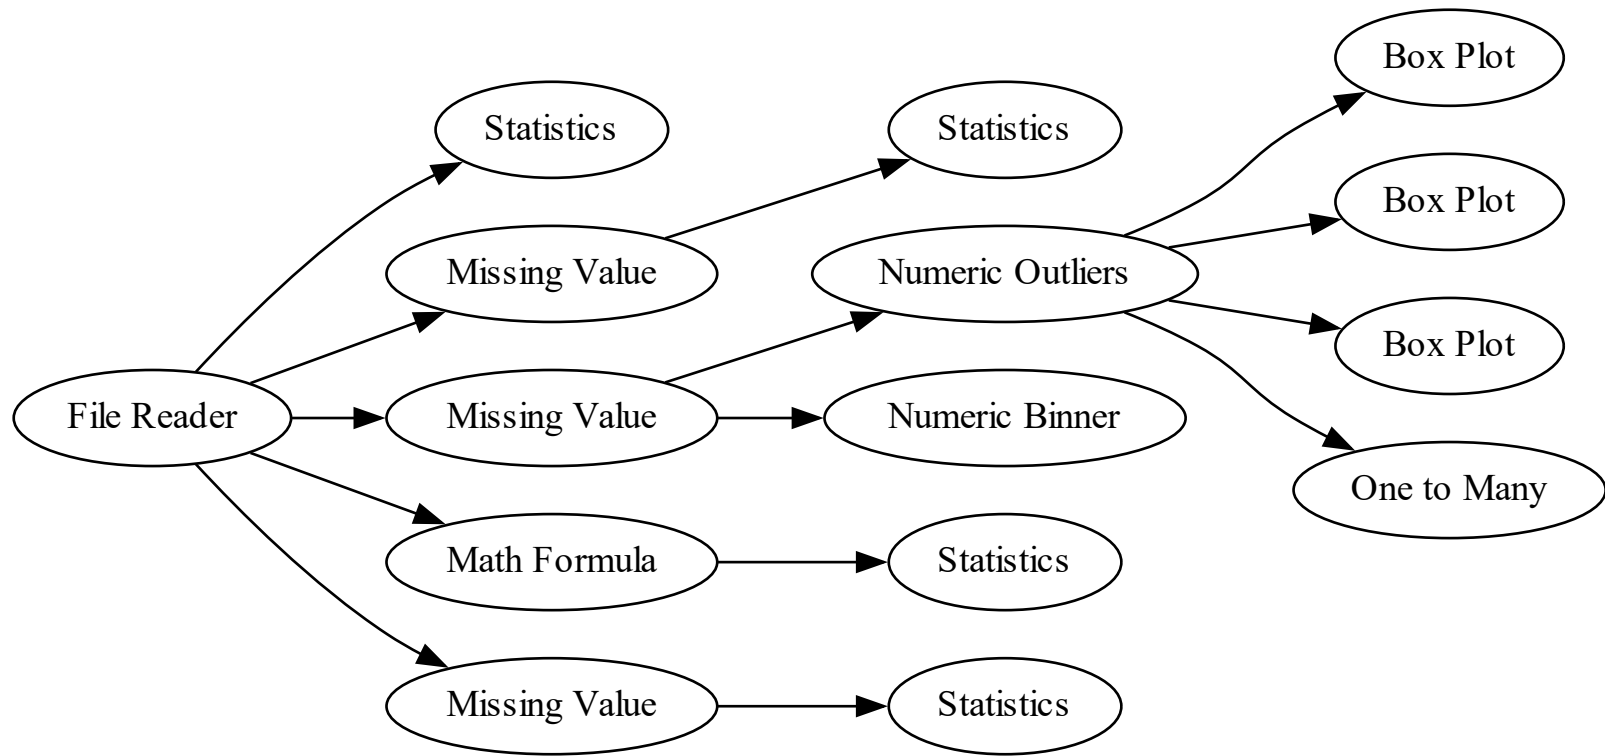 Box Plot
Statistics
Statistics
Box Plot
Missing Value
Numeric Outliers
Box Plot
File Reader
Missing Value
Numeric Binner
One to Many
Math Formula
Statistics
Missing Value
Statistics